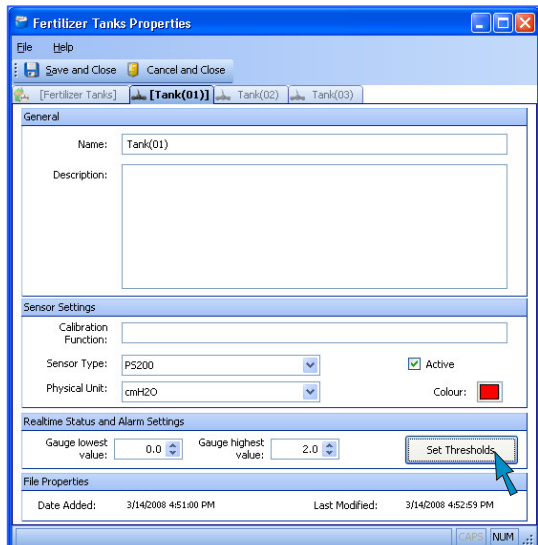 Fertilizer Tanks Properties
File Help
Save and Close Cancel and Close
[Fertilizer Tanks] [Tank(01)] Tank(02) Tank(03)
General
Name: Tank(01)
Description:
Sensor Settings
Calibration
Function:
Sensor Type: PS200 Active
Physical Unit: cmH2O Colour:
Realtime Status and Alarm Settings
Gauge lowest value: 0.0 Gauge highest value: 2.0 Set Thresholds
File Properties
Date Added: 3/14/2008 4:51:00 PM Last Modified: 3/14/2008 4:52:59 PM
CAPS NUM